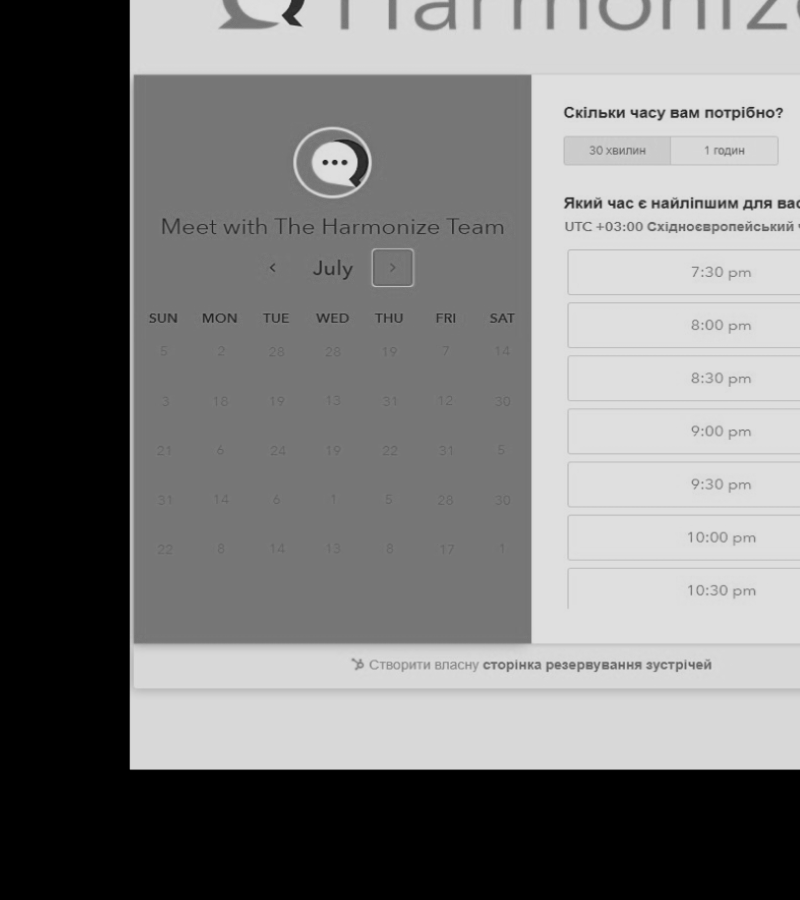 Harmonize
Meet with The Harmonize Team
‹ July ›
SUN MON TUE WED THU FRI SAT
5 2 28 28 19 7 14
3 18 19 13 31 12 30
21 6 24 19 22 31 5
31 14 6 1 5 28 30
22 8 14 13 8 17 1
Скільки часу вам потрібно?
30 хвилин 1 годин
Який час є найліпшим для вас
UTC +03:00 Східноєвропейський
7:30 pm
8:00 pm
8:30 pm
9:00 pm
9:30 pm
10:00 pm
10:30 pm
Створити власну сторінка резервування зустрічей